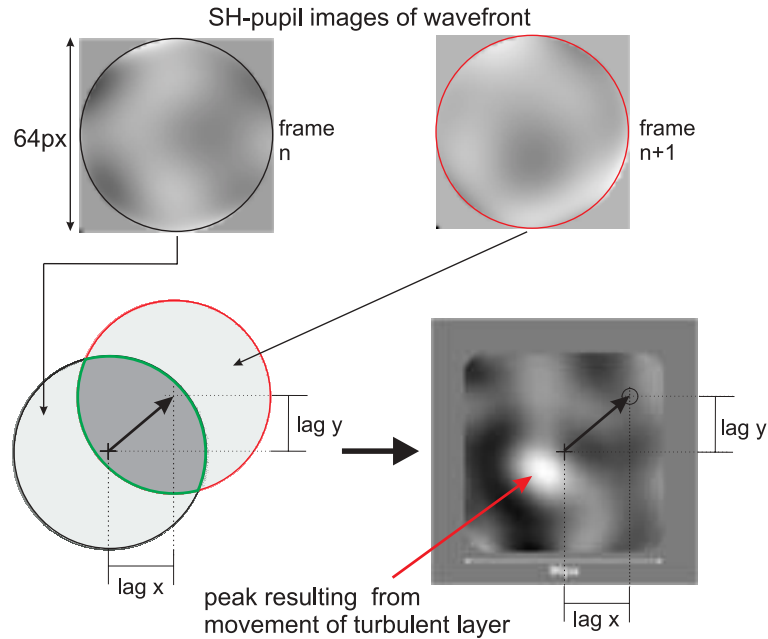 SH-pupil images of wavefront
64px
frame
n
frame
n+1
lag y
lag x
lag y
lag x
peak resulting from
movement of turbulent layer